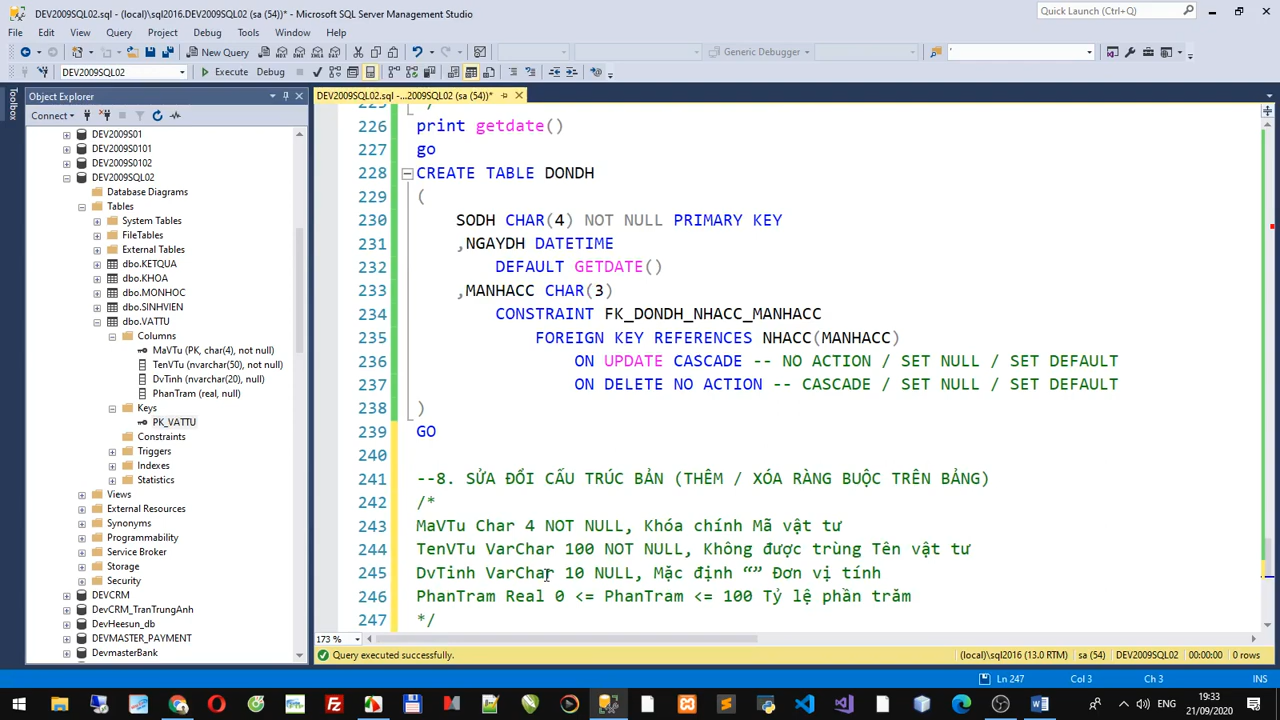 DEV2009SQL02.sql - (local)\sql2016.DEV2009SQL02 (sa (54))* - Microsoft SQL Server Management Studio
Quick Launch (Ctrl+Q)
File Edit View Query Project Debug Tools Window Help
New Query
Generic Debugger
DEV2009SQL02
Execute Debug
Toolbox
Object Explorer
DEV2009SQL02.sql -...2009SQL02 (sa (54))*
Connect
DEV2009S01
DEV2009S0101
DEV2009S0102
DEV2009SQL02
Database Diagrams
Tables
System Tables
FileTables
External Tables
dbo.KETQUA
dbo.KHOA
dbo.MONHOC
dbo.SINHVIEN
dbo.VATTU
Columns
MaVTu (PK, char(4), not null)
TenVTu (nvarchar(50), not null)
DvTinh (nvarchar(20), null)
PhanTram (real, null)
Keys
PK_VATTU
Constraints
Triggers
Indexes
Statistics
Views
External Resources
Synonyms
Programmability
Service Broker
Storage
Security
DEVCRM
DevCRM_TranTrungAnh
DevHeesun_db
DEVMASTER_PAYMENT
DevmasterBank
226 print getdate()
227 go
228 CREATE TABLE DONDH
229 (
230 SODH CHAR(4) NOT NULL PRIMARY KEY
231 ,NGAYDH DATETIME
232 DEFAULT GETDATE()
233 ,MANHACC CHAR(3)
234 CONSTRAINT FK_DONDH_NHACC_MANHACC
235 FOREIGN KEY REFERENCES NHACC(MANHACC)
236 ON UPDATE CASCADE -- NO ACTION / SET NULL / SET DEFAULT
237 ON DELETE NO ACTION -- CASCADE / SET NULL / SET DEFAULT
238 )
239 GO
240
241 --8. SỬA ĐỔI CẤU TRÚC BẢN (THÊM / XÓA RÀNG BUỘC TRÊN BẢNG)
242 /*
243 MaVTu Char 4 NOT NULL, Khóa chính Mã vật tư
244 TenVTu VarChar 100 NOT NULL, Không được trùng Tên vật tư
245 DvTinh VarChar 10 NULL, Mặc định “” Đơn vị tính
246 PhanTram Real 0 <= PhanTram <= 100 Tỷ lệ phần trăm
247 */
173 %
Query executed successfully.
(local)\sql2016 (13.0 RTM) sa (54) DEV2009SQL02 00:00:00 0 rows
Ln 247 Col 3 INS
19:33
21/09/2020